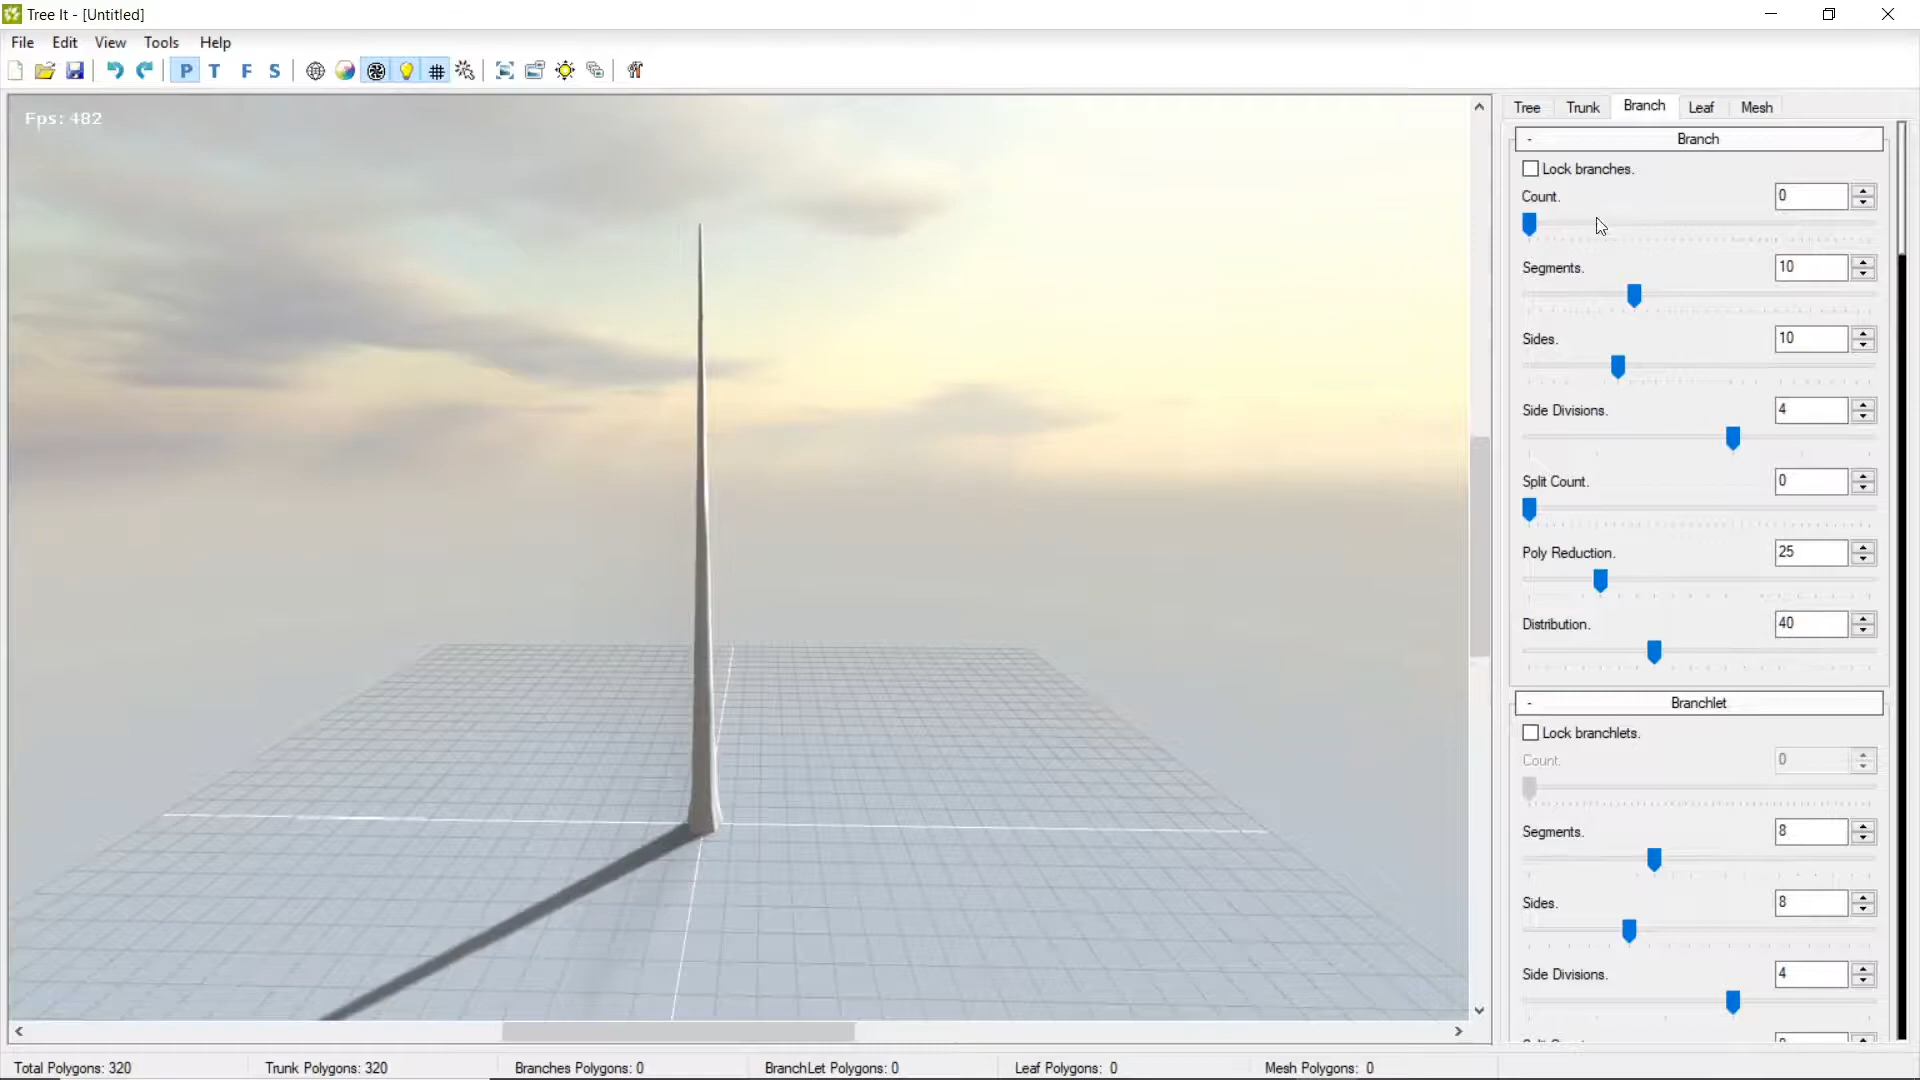 Tree It - [Untitled]
File Edit View Tools Help
P T F S
Fps: 482
Tree Trunk Branch Leaf Mesh
- Branch
Lock branches.
Count. 0
Segments. 10
Sides. 10
Side Divisions. 4
Split Count. 0
Poly Reduction. 25
Distribution. 40
- Branchlet
Lock branchlets.
Count. 0
Segments. 8
Sides. 8
Side Divisions. 4
Total Polygons: 320 Trunk Polygons: 320 Branches Polygons: 0 BranchLet Polygons: 0 Leaf Polygons: 0 Mesh Polygons: 0